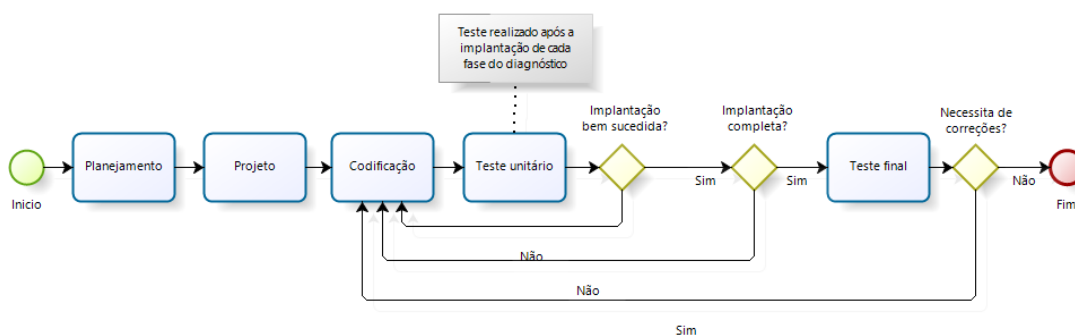 Teste realizado após a
implantação de cada
fase do diagnóstico
Implantação
bem sucedida?
Implantação
completa?
Necessita de
correções?
Planejamento
Projeto
Codificação
Teste unitário
Teste final
Sim
Sim
Não
Inicio
Fim
Não
Não
Sim